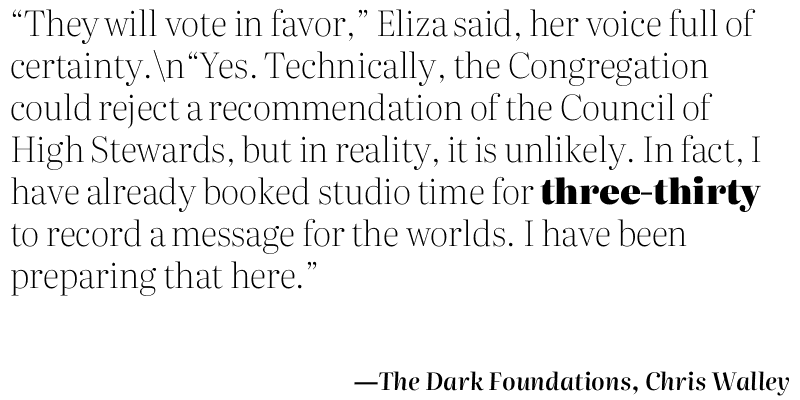 “They will vote in favor,” Eliza said, her voice full of
certainty.\n“Yes. Technically, the Congregation
could reject a recommendation of the Council of
High Stewards, but in reality, it is unlikely. In fact, I
have already booked studio time for three-thirty
to record a message for the worlds. I have been
preparing that here.”
—The Dark Foundations, Chris Walley